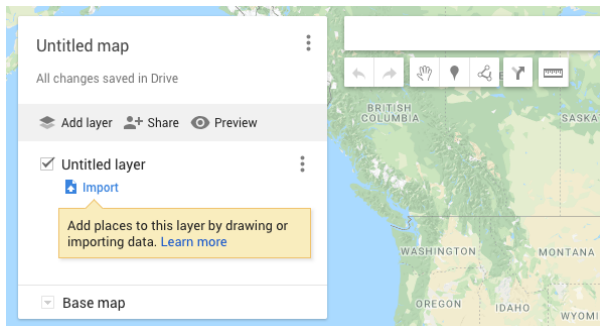 Untitled map
All changes saved in Drive
Add layer Share Preview
Untitled layer
Import
Add places to this layer by drawing or
importing data. Learn more
Base map
BRITISH
COLUMBIA
SASKA
WASHINGTON
MONTANA
OREGON
IDAHO
WYOMI